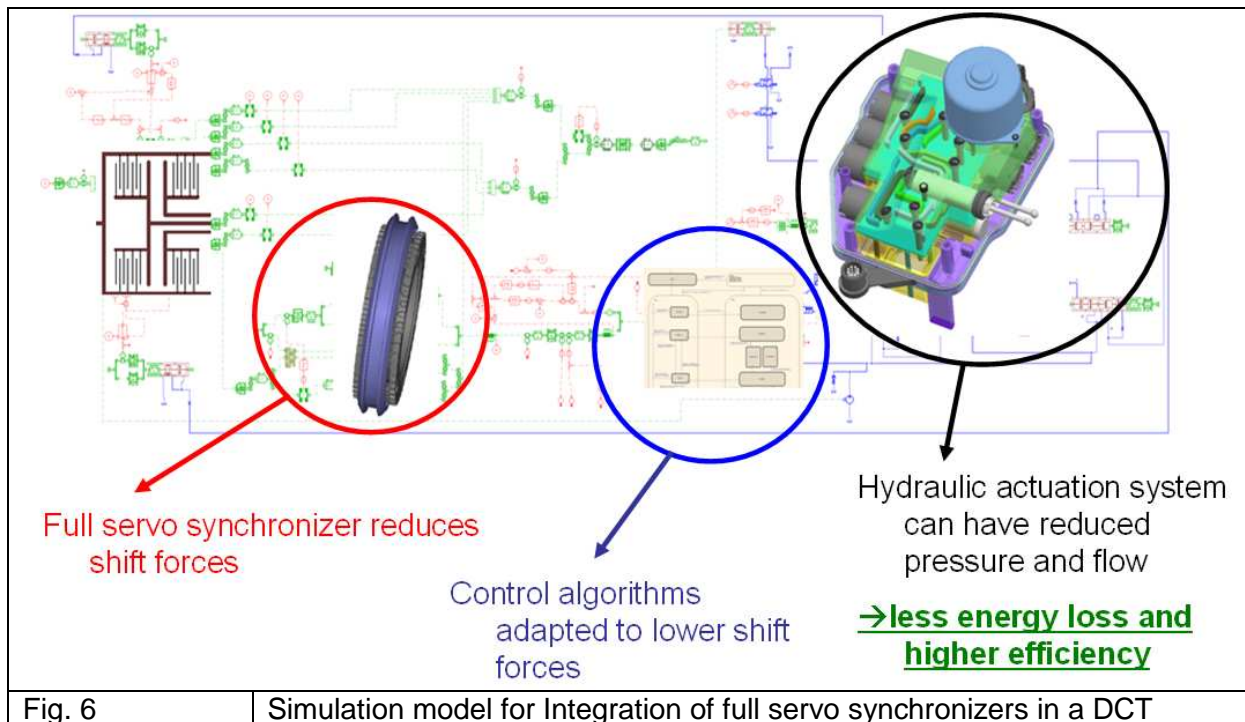 Full servo synchronizer reduces
shift forces
Control algorithms
adapted to lower shift
forces
Hydraulic actuation system
can have reduced
pressure and flow
→less energy loss and
higher efficiency
Fig. 6
Simulation model for Integration of full servo synchronizers in a DCT